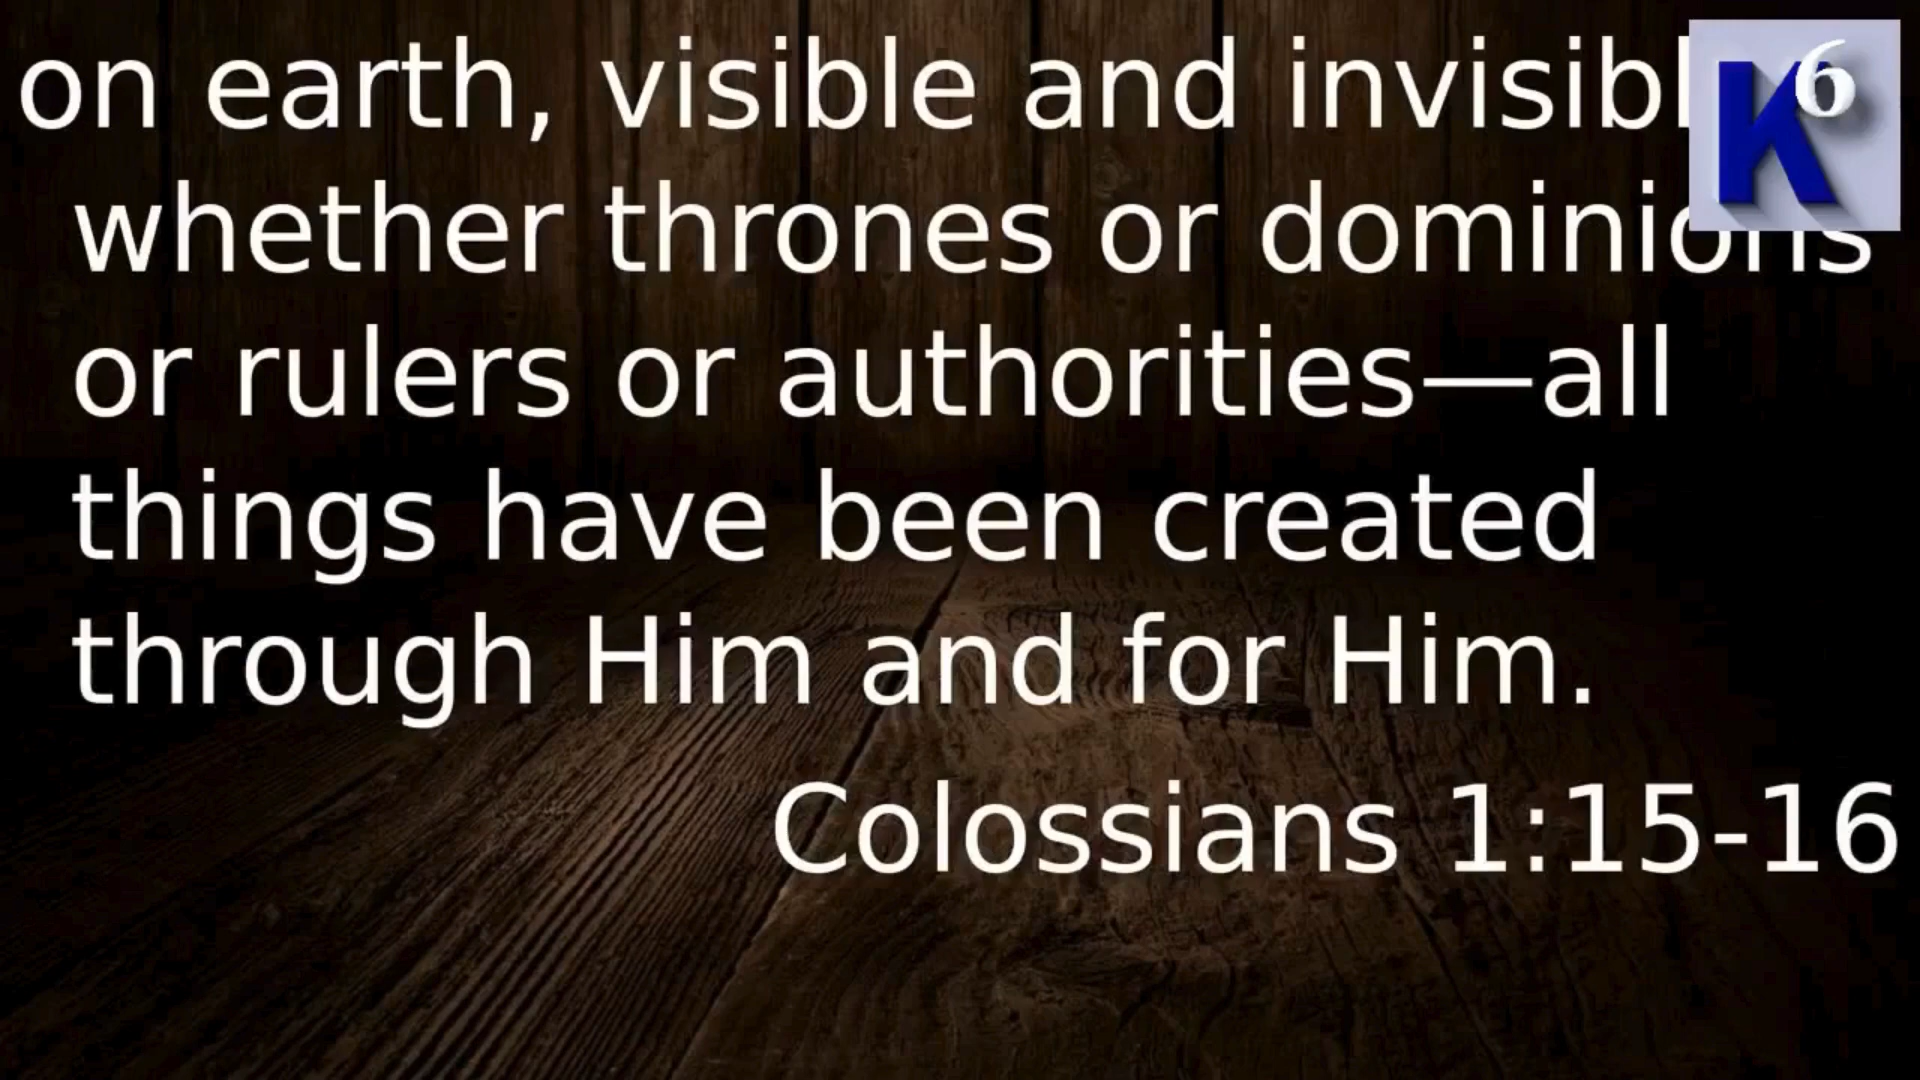 on earth, visible and invisibl
K6
whether thrones or dominions
or rulers or authorities—all
things have been created
through Him and for Him.
Colossians 1:15-16